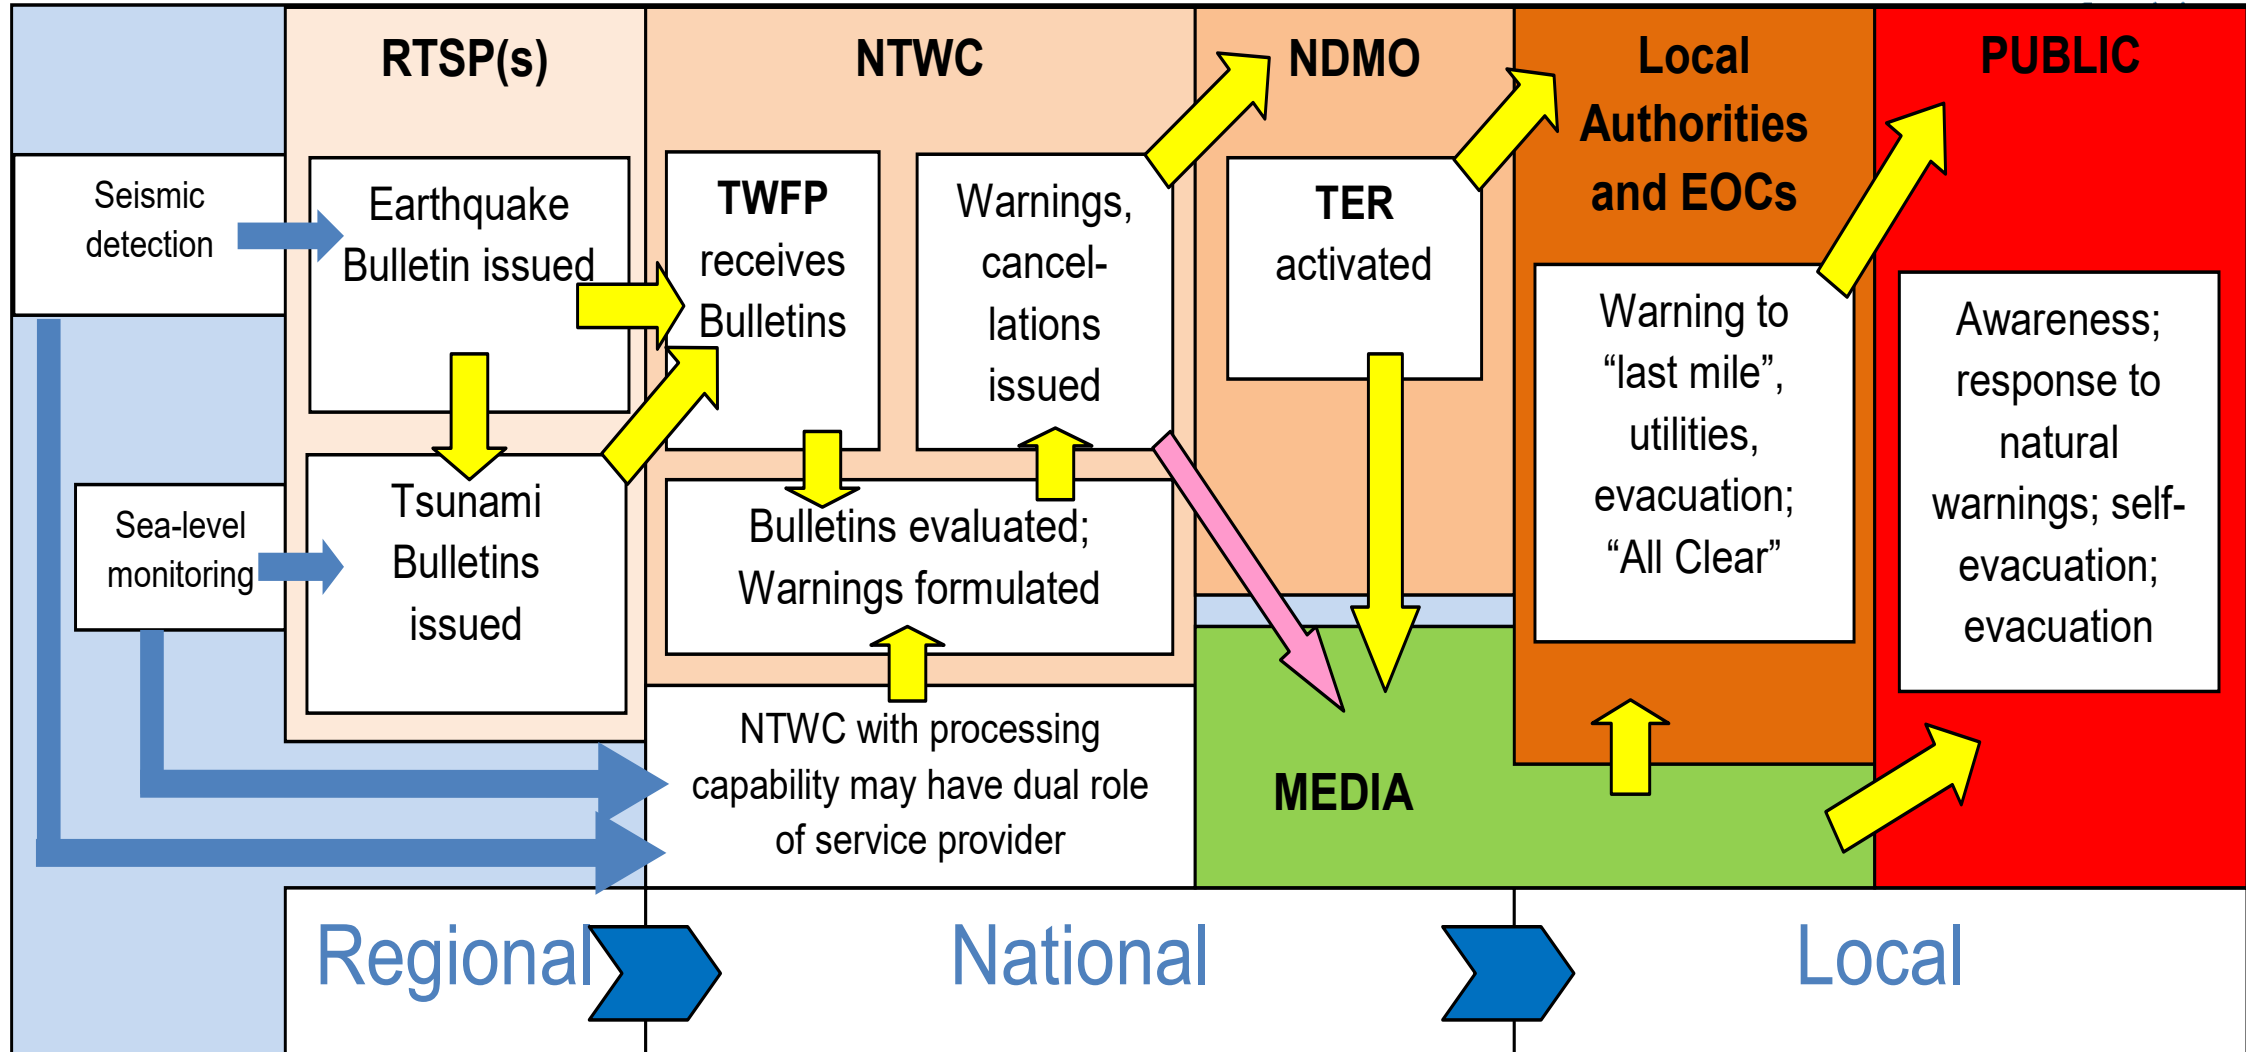 RTSP(s)
NTWC
NDMO
Local
Authorities
and EOCs
PUBLIC
Seismic
detection
Earthquake
Bulletin issued
TWFP
receives
Bulletins
Warnings,
cancel-
lations
issued
TER
activated
Warning to
“last mile”,
utilities,
evacuation;
“All Clear”
Awareness;
response to
natural
warnings; self-
evacuation;
evacuation
Sea-level
monitoring
Tsunami
Bulletins
issued
Bulletins evaluated;
Warnings formulated
NTWC with processing
capability may have dual role
of service provider
MEDIA
Regional
National
Local